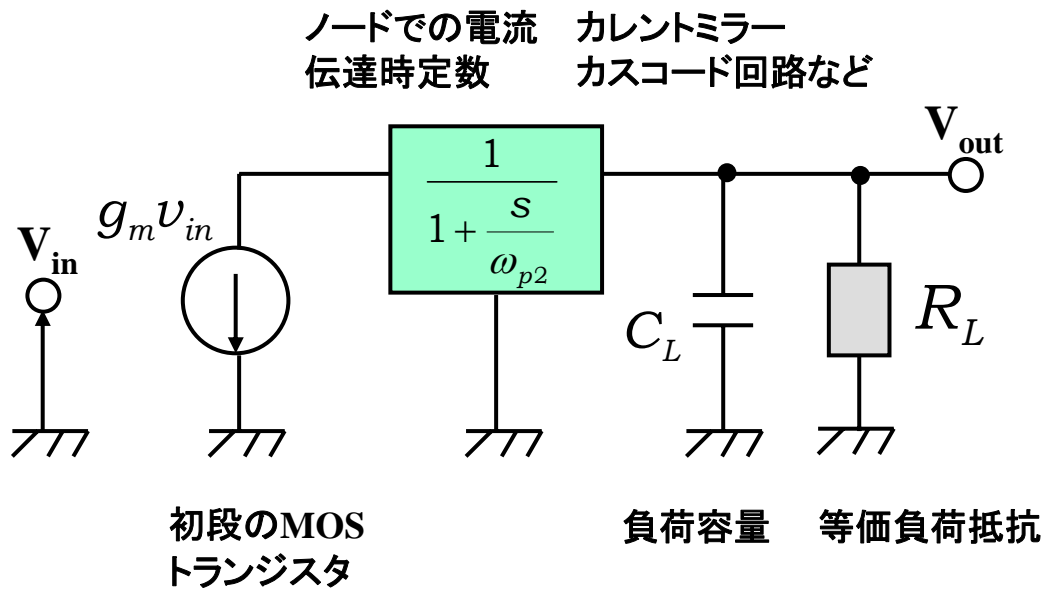 ノードでの電流
伝達時定数
カレントミラー
カスコード回路など
V_out
g_m v_in
V_in
1
1 + s
ω_p2
C_L
R_L
初段のMOS
トランジスタ
負荷容量
等価負荷抵抗